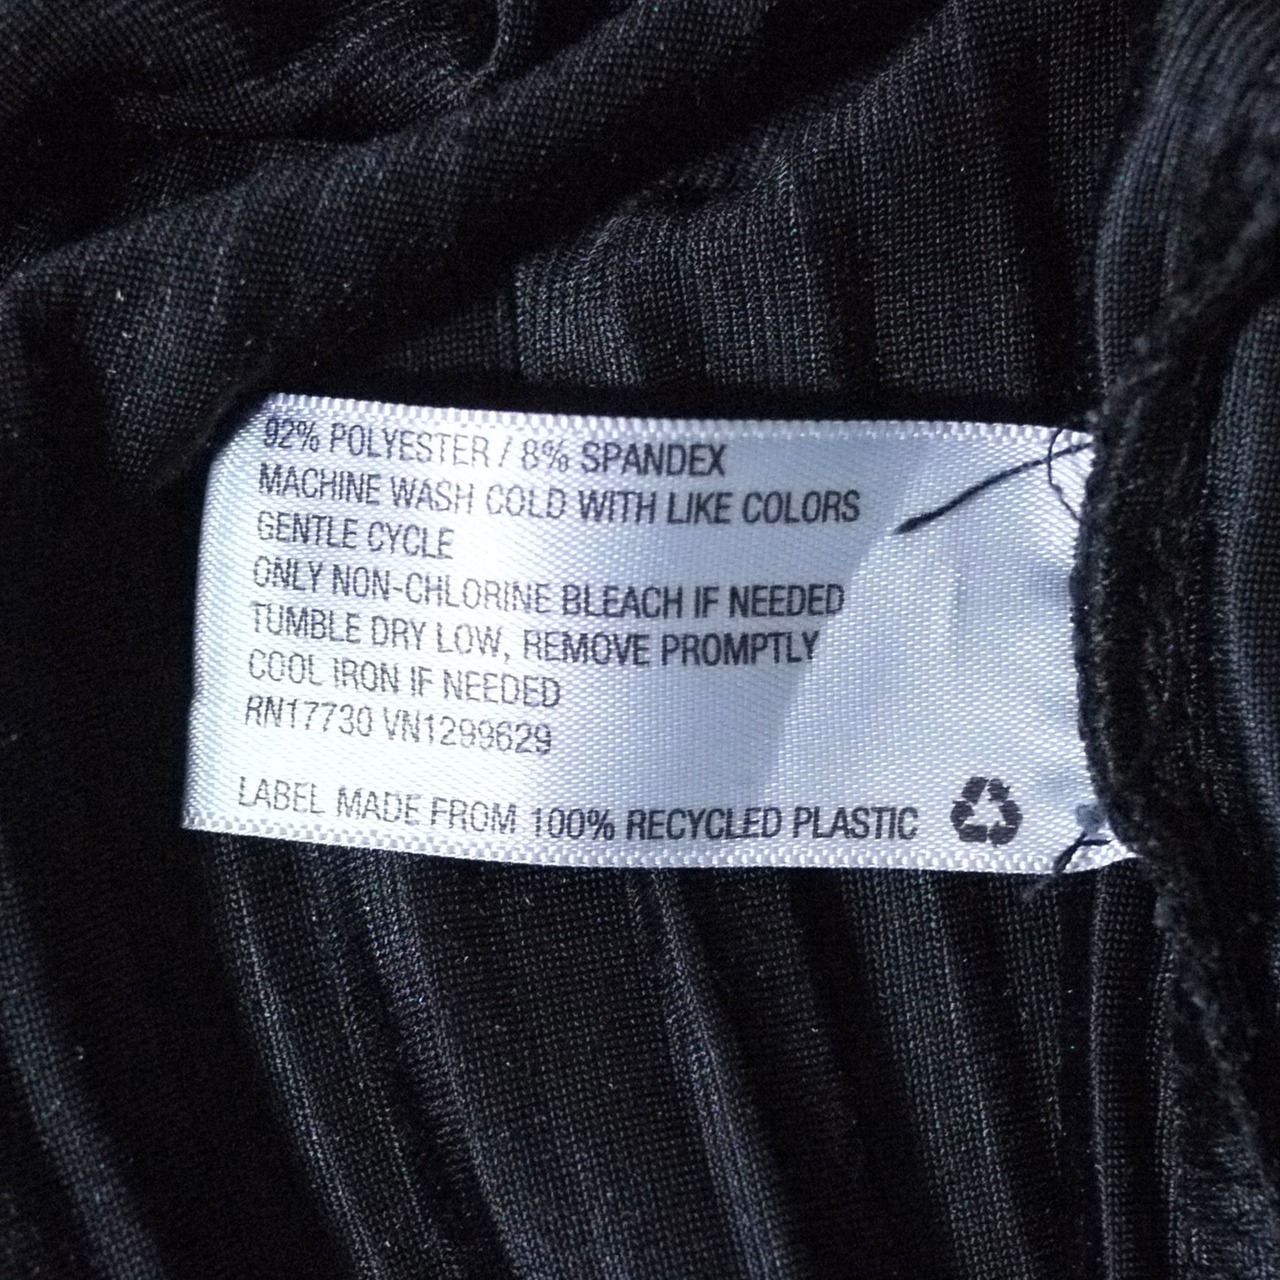 92% POLYESTER / 8% SPANDEX
MACHINE WASH COLD WITH LIKE COLORS
GENTLE CYCLE
ONLY NON-CHLORINE BLEACH IF NEEDED
TUMBLE DRY LOW, REMOVE PROMPTLY
COOL IRON IF NEEDED
RN17730 VN1299629
LABEL MADE FROM 100% RECYCLED PLASTIC